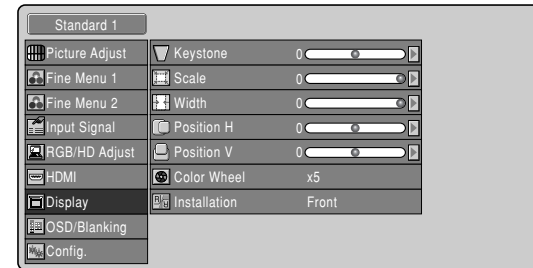 Standard 1
Picture Adjust
Keystone 0
Fine Menu 1
Scale 0
Fine Menu 2
Width 0
Input Signal
Position H 0
RGB/HD Adjust
Position V 0
HDMI
Color Wheel x5
Display
Installation Front
OSD/Blanking
Config.